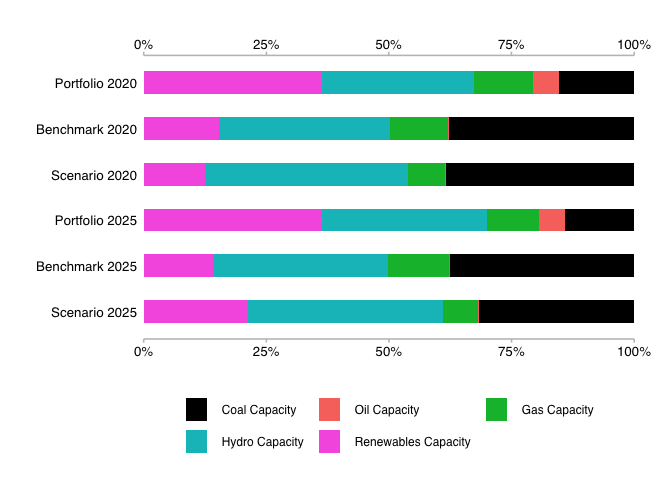 0% 25% 50% 75% 100%
Portfolio 2020
Benchmark 2020
Scenario 2020
Portfolio 2025
Benchmark 2025
Scenario 2025
0% 25% 50% 75% 100%
Coal Capacity Oil Capacity Gas Capacity
Hydro Capacity Renewables Capacity